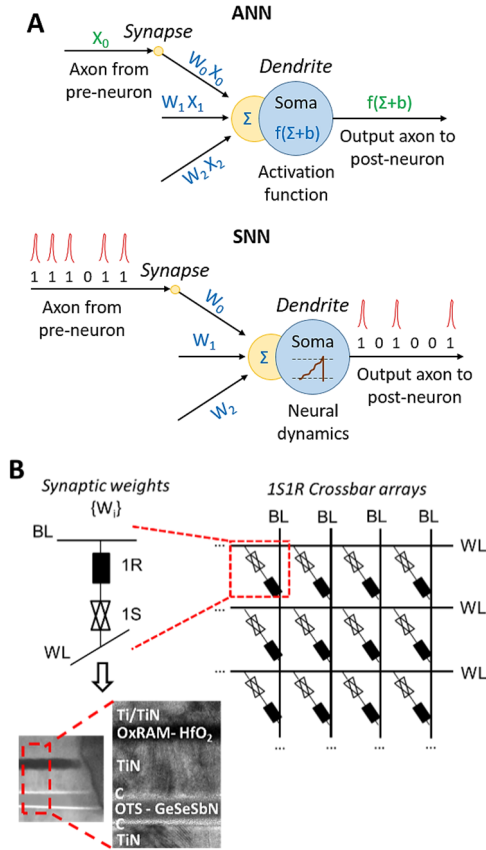 A
ANN
Synapse
X₀
Axon from
pre-neuron
W₀X₀
W₁X₁
W₂X₂
Σ
Dendrite
Soma
f(Σ+b)
Activation
function
f(Σ+b)
Output axon to
post-neuron
SNN
1 1 1 0 1 1
Synapse
Axon from
pre-neuron
W₀
W₁
W₂
Σ
Dendrite
Soma
Neural
dynamics
1 0 1 0 0 1
Output axon to
post-neuron
B
Synaptic weights
{Wᵢ}
BL
1R
1S
WL
1S1R Crossbar arrays
BL BL BL BL
... WL
... WL
... WL
... ... ... ...
Ti/TiN
OxRAM- HfO₂
TiN
C
OTS - GeSeSbN
C
TiN